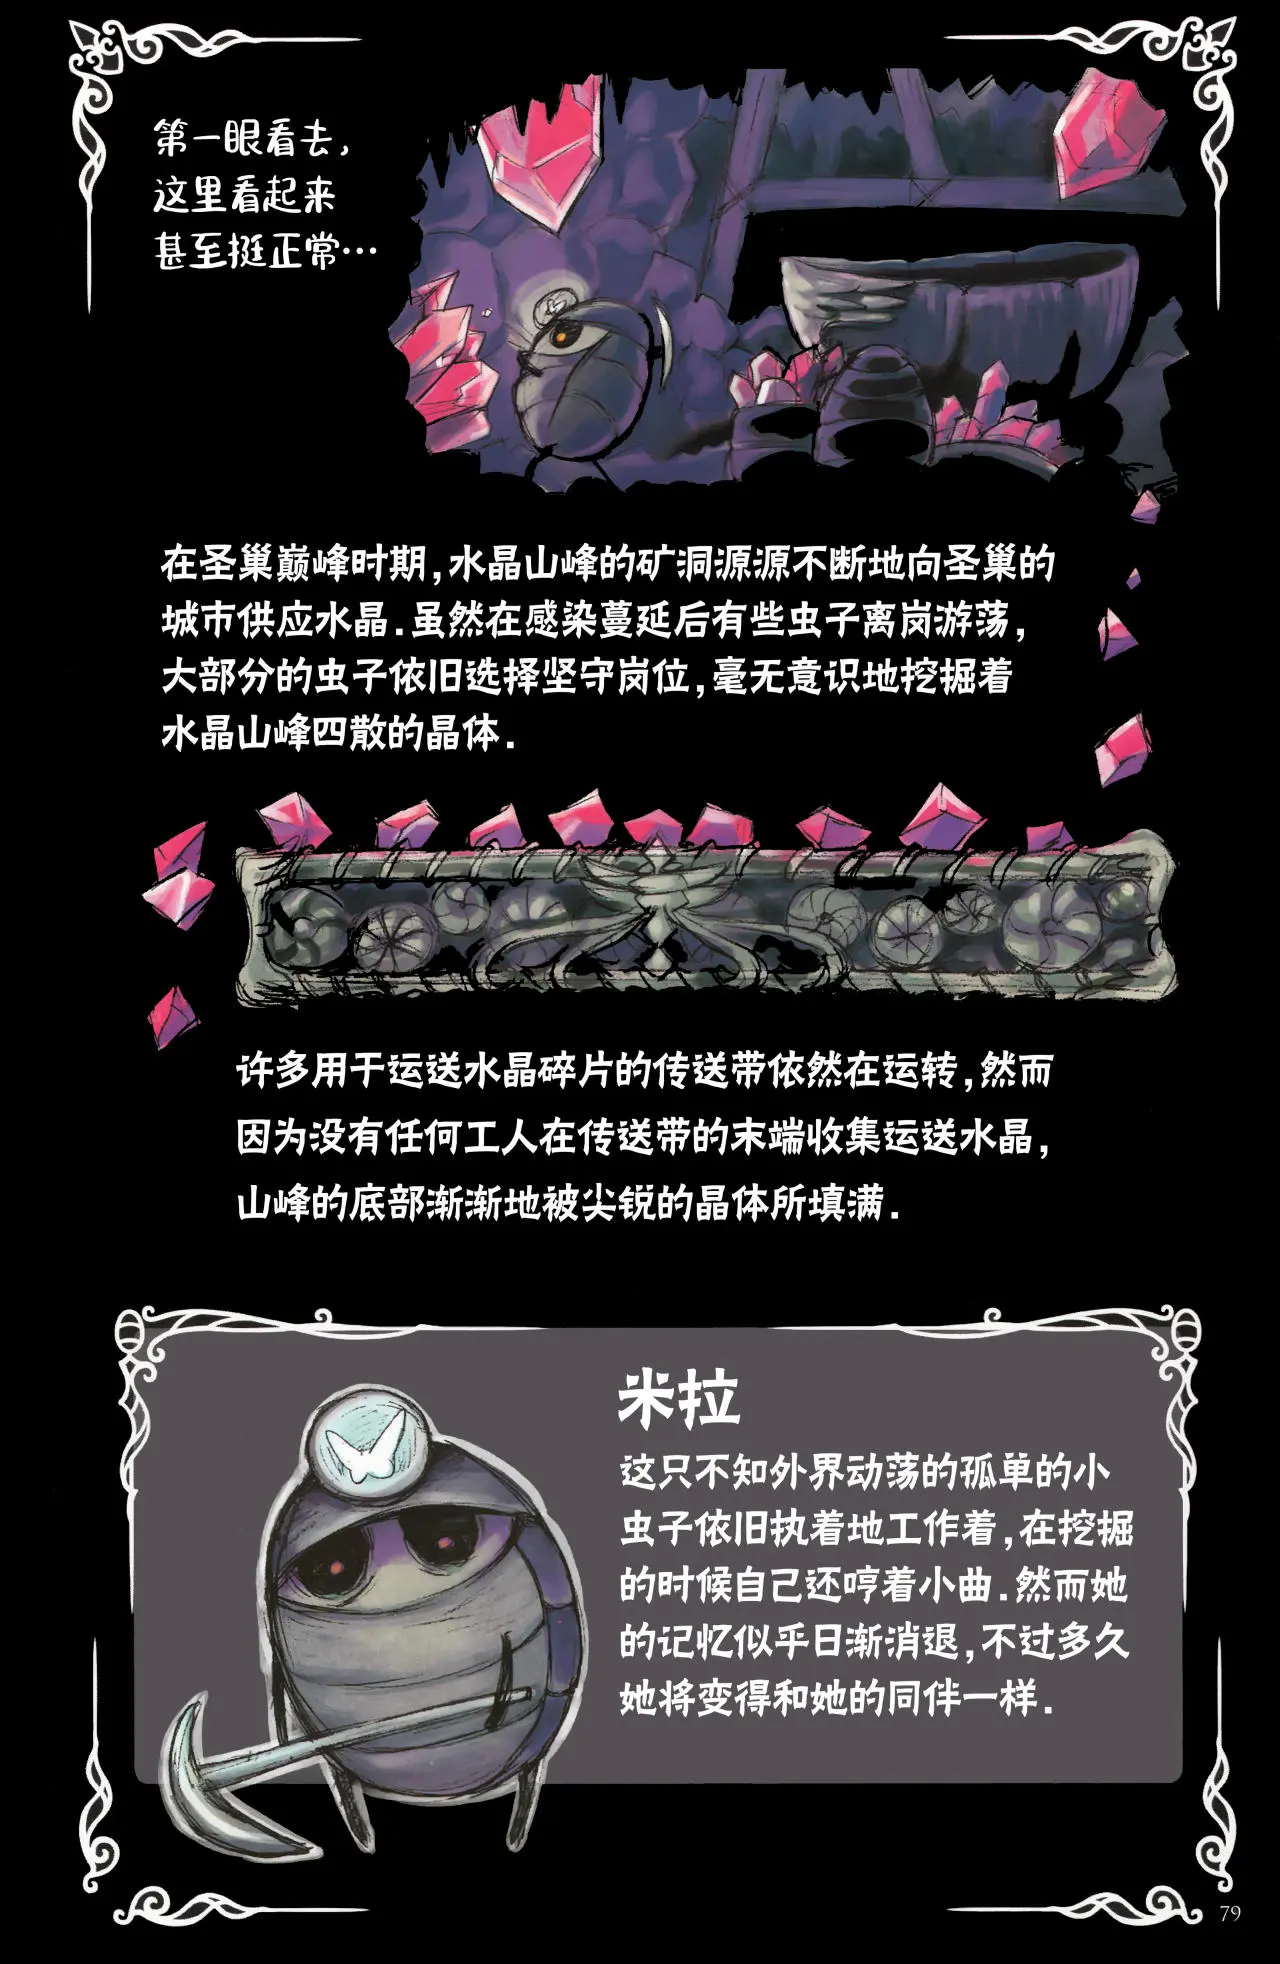 第一眼看去,
这里看起来
甚至挺正常…
在圣巢巅峰时期,水晶山峰的矿洞源源不断地向圣巢的
城市供应水晶.虽然在感染蔓延后有些虫子离岗游荡,
大部分的虫子依旧选择坚守岗位,毫无意识地挖掘着
水晶山峰四散的晶体.
许多用于运送水晶碎片的传送带依然在运转,然而
因为没有任何工人在传送带的末端收集运送水晶,
山峰的底部渐渐地被尖锐的晶体所填满.
米拉
这只不知外界动荡的孤单的小
虫子依旧执着地工作着,在挖掘
的时候自己还哼着小曲.然而她
的记忆似乎日渐消退,不过多久
她将变得和她的同伴一样.
79